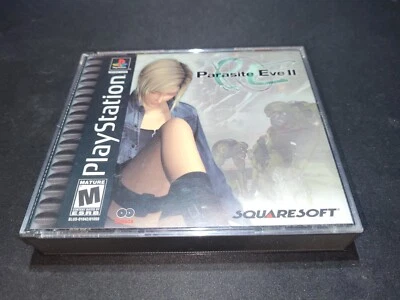 PlayStation
Parasite Eve II
MATURE
M
ESRB
SQUARESOFT